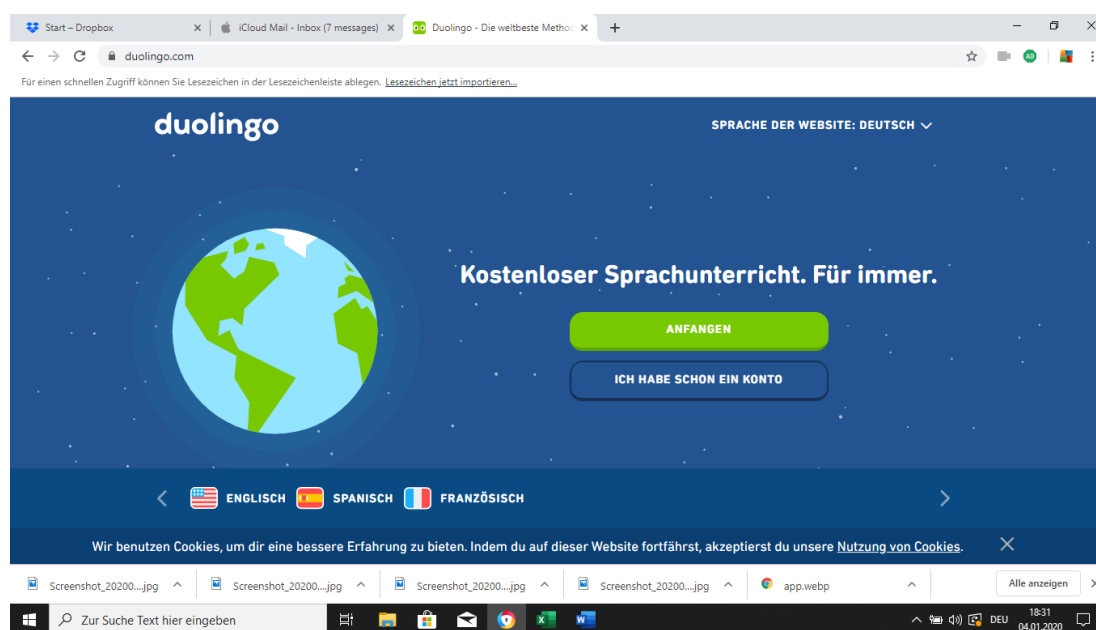 Start – Dropbox
iCloud Mail - Inbox (7 messages)
Duolingo - Die weltbeste Metho
duolingo.com
AD
Für einen schnellen Zugriff können Sie Lesezeichen in der Lesezeichenleiste ablegen. Lesezeichen jetzt importieren...
duolingo
SPRACHE DER WEBSITE: DEUTSCH
Kostenloser Sprachunterricht. Für immer.
ANFANGEN
ICH HABE SCHON EIN KONTO
ENGLISCH SPANISCH FRANZÖSISCH
Wir benutzen Cookies, um dir eine bessere Erfahrung zu bieten. Indem du auf dieser Website fortfährst, akzeptierst du unsere Nutzung von Cookies.
Screenshot_20200....jpg Screenshot_20200....jpg Screenshot_20200....jpg Screenshot_20200....jpg app.webp Alle anzeigen
Zur Suche Text hier eingeben
DEU
18:31
04.01.2020